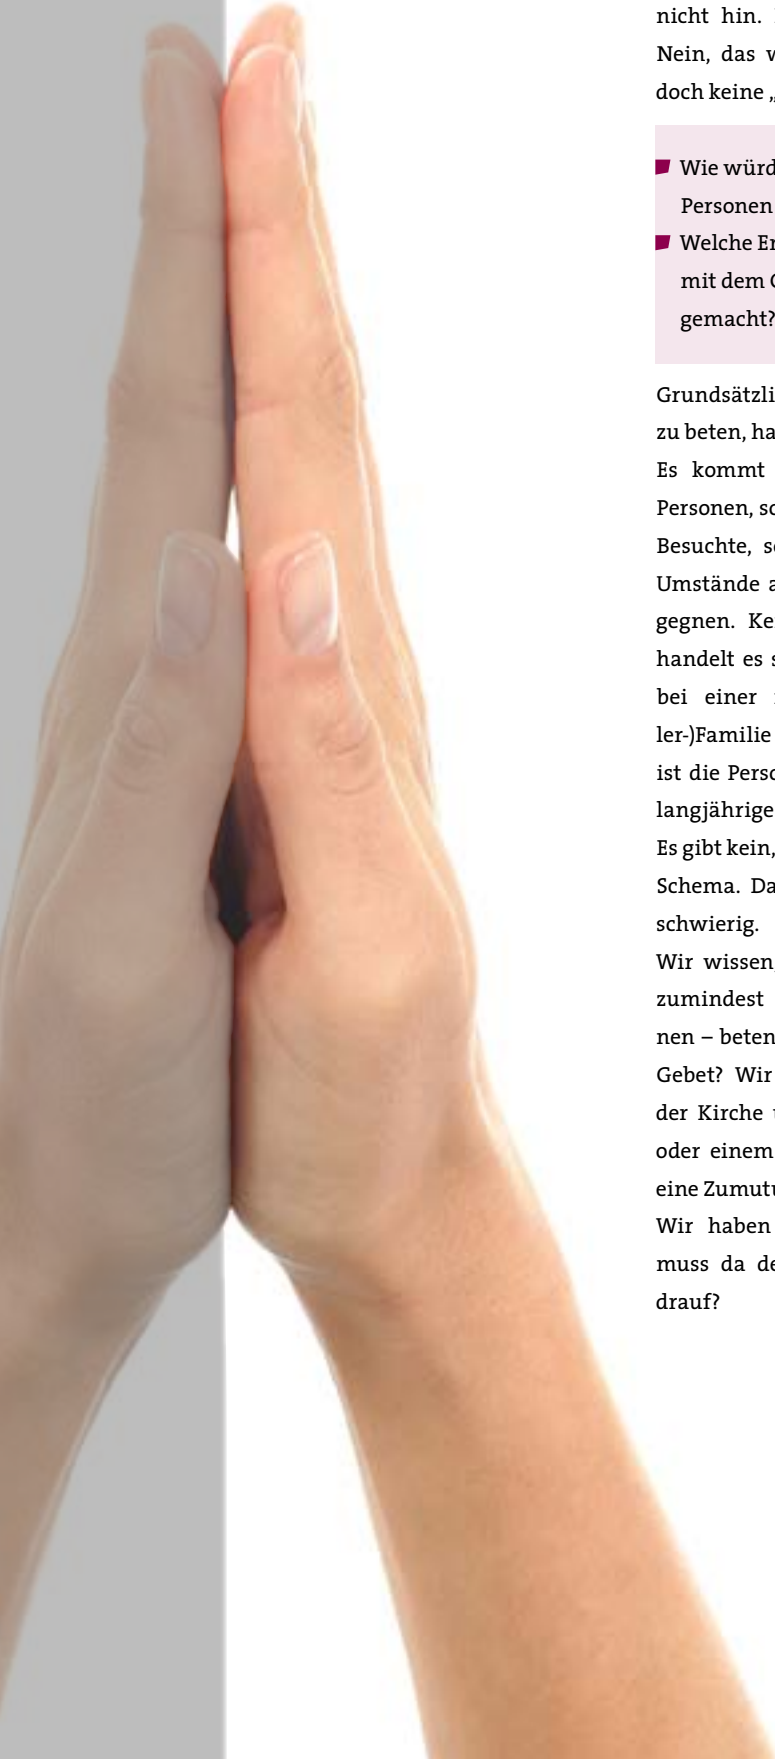 nicht hin.
Nein, das
doch keine „
Wie würd
Personen
Welche Er
mit dem
gemacht?
Grundsätzli
zu beten, ha
Es kommt
Personen, so
Besuchte, se
Umstände a
gegnen. Ke
handelt es s
bei einer
ler-)Familie
ist die Perso
langjährige
Es gibt kein,
Schema. Da
schwierig.
Wir wissen,
zumindest
nen – beten
Gebet? Wir
der Kirche
oder einem
eine Zumutu
Wir haben
muss da de
drauf?